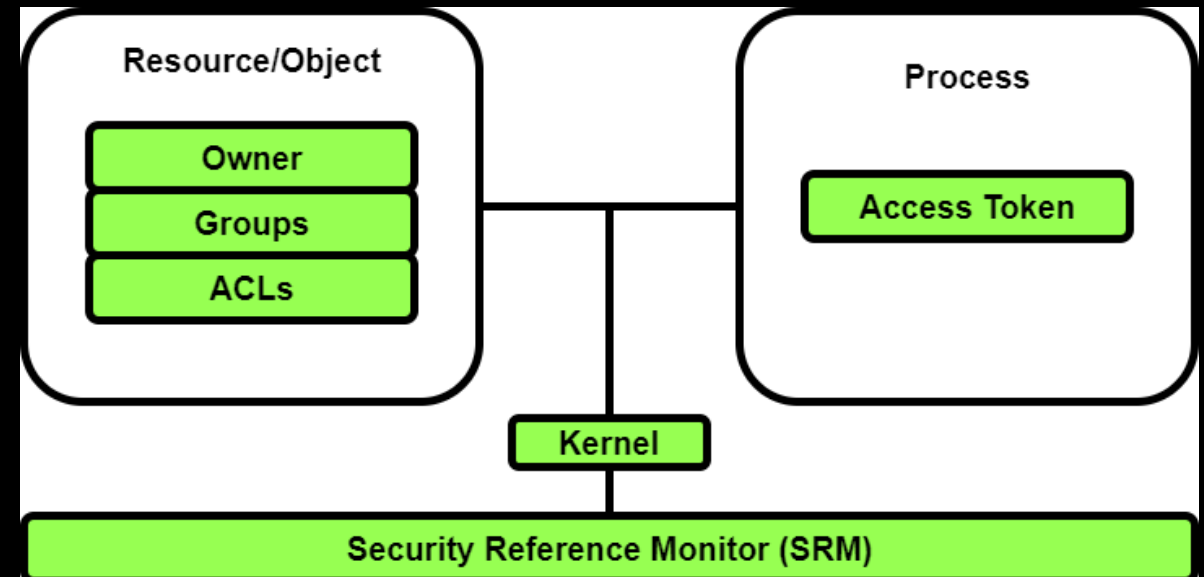 Resource/Object
Owner
Groups
ACLs
Process
Access Token
Kernel
Security Reference Monitor (SRM)